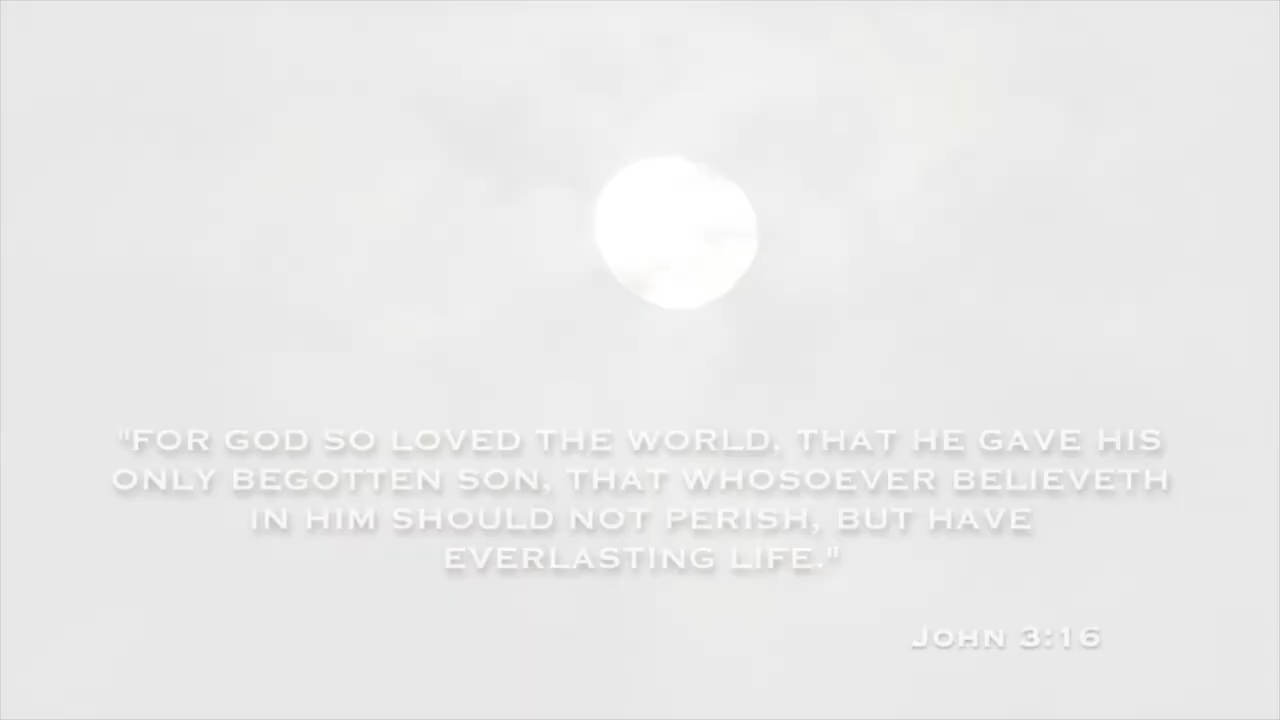 "FOR GOD SO LOVED THE WORLD, THAT HE GAVE HIS
ONLY BEGOTTEN SON, THAT WHOSOEVER BELIEVETH
IN HIM SHOULD NOT PERISH, BUT HAVE
EVERLASTING LIFE."
JOHN 3:16